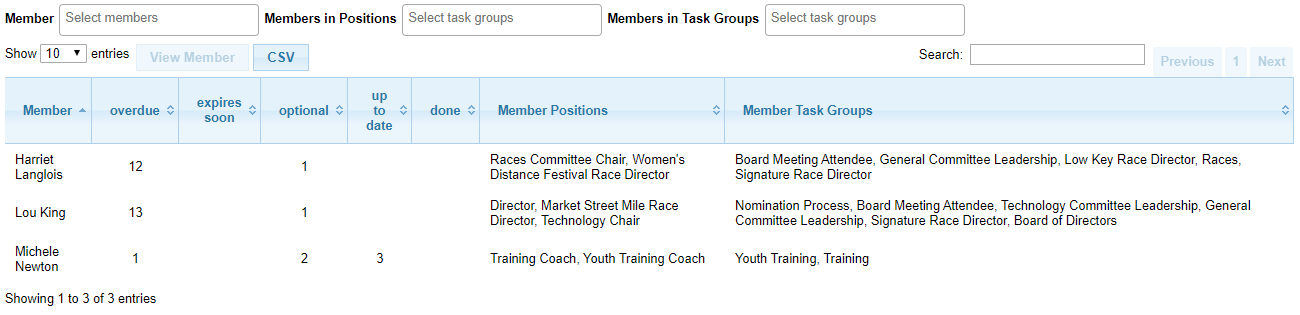 Member Select members Members in Positions Select task groups Members in Task Groups Select task groups
Show 10 entries View Member CSV Search: Previous 1 Next
Member overdue expires soon optional up to date done Member Positions Member Task Groups
Harriet Langlois 12 1 Races Committee Chair, Women's Distance Festival Race Director Board Meeting Attendee, General Committee Leadership, Low Key Race Director, Races, Signature Race Director
Lou King 13 1 Director, Market Street Mile Race Director, Technology Chair Nomination Process, Board Meeting Attendee, Technology Committee Leadership, General Committee Leadership, Signature Race Director, Board of Directors
Michele Newton 1 2 3 Training Coach, Youth Training Coach Youth Training, Training
Showing 1 to 3 of 3 entries